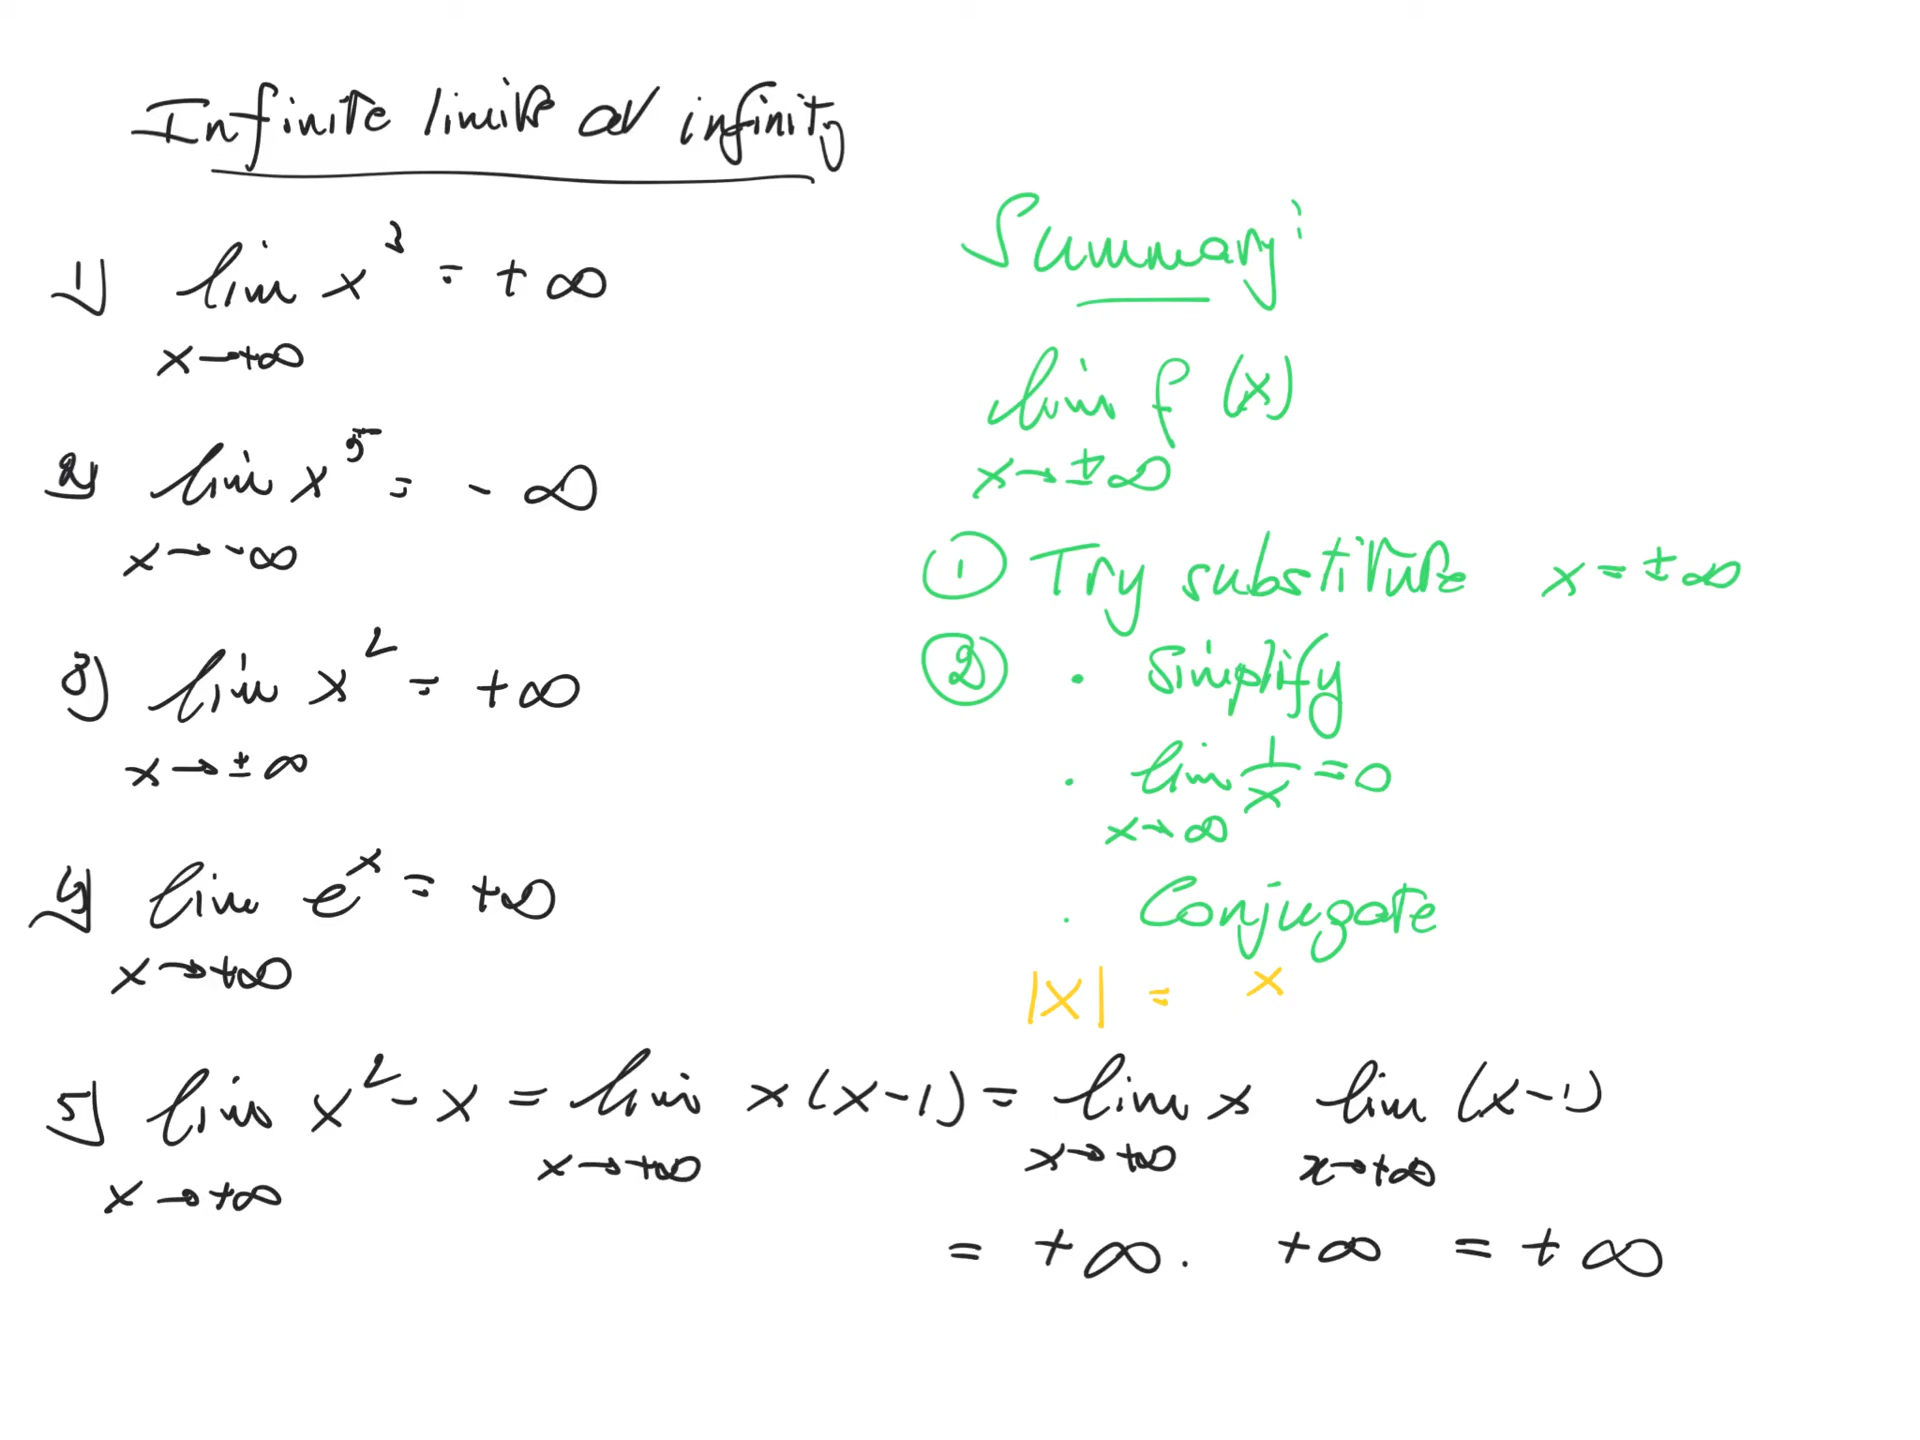 Infinite limits at infinity
1) lim x³ = +∞
x→+∞
2) lim x⁵ = -∞
x→-∞
3) lim x² = +∞
x→±∞
4) lim eˣ = +∞
x→+∞
Summary:
lim f(x)
x→±∞
① Try substitute x = ±∞
② • Simplify
• lim 1/x = 0
x→∞
• Conjugate
|x| = x
5) lim x² - x = lim x(x-1) = lim x lim (x-1)
x→+∞ x→+∞ x→+∞ x→+∞
= +∞ . +∞ = +∞